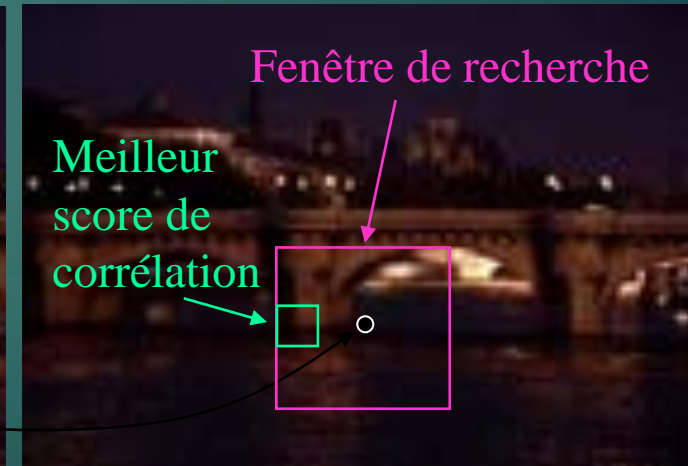 Fenêtre de recherche
Meilleur
score de
corrélation